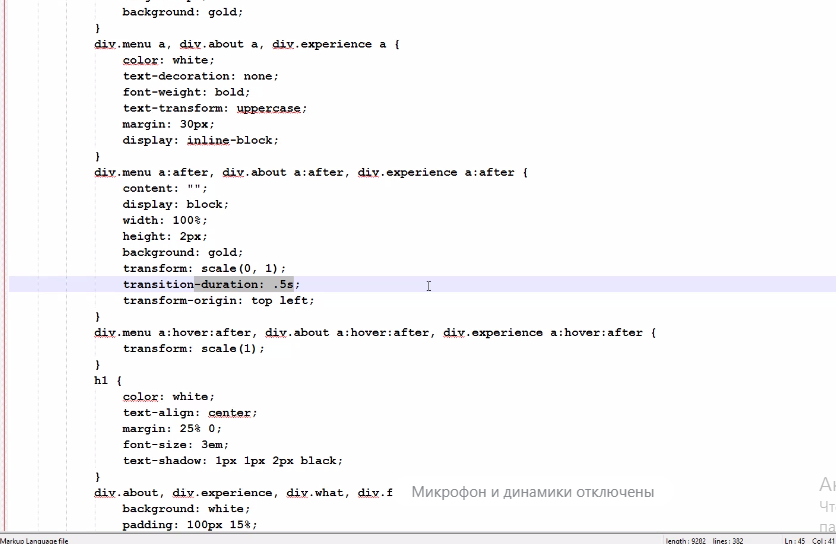 background: gold;
}
div.menu a, div.about a, div.experience a {
color: white;
text-decoration: none;
font-weight: bold;
text-transform: uppercase;
margin: 30px;
display: inline-block;
}
div.menu a:after, div.about a:after, div.experience a:after {
content: "";
display: block;
width: 100%;
height: 2px;
background: gold;
transform: scale(0, 1);
transition-duration: .5s;
transform-origin: top left;
}
div.menu a:hover:after, div.about a:hover:after, div.experience a:hover:after {
transform: scale(1);
}
h1 {
color: white;
text-align: center;
margin: 25% 0;
font-size: 3em;
text-shadow: 1px 1px 2px black;
}
div.about, div.experience, div.what, div.f
Микрофон и динамики отключены
background: white;
padding: 100px 15%;
Markup Language file length : 9282 lines : 382 Ln : 45 Col : 41